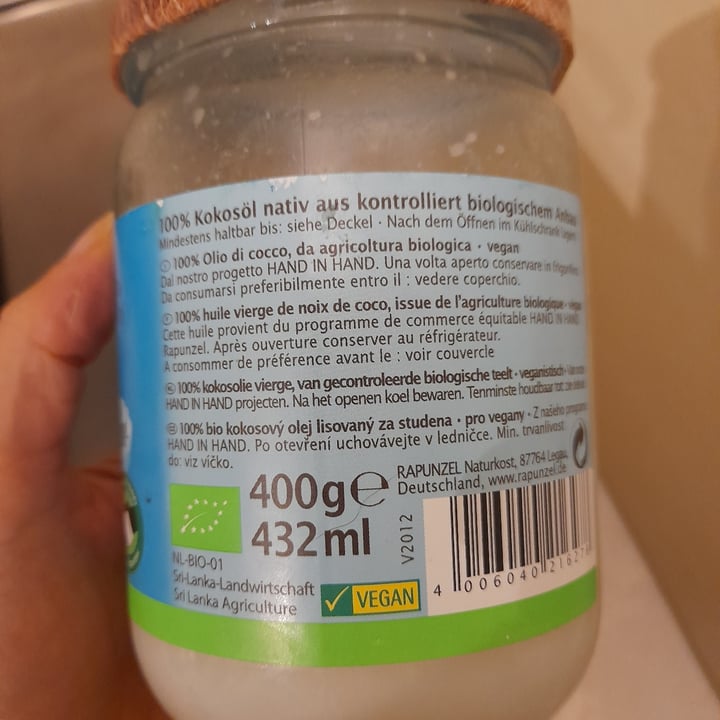 100% Kokosöl nativ aus kontrolliert biologischem Anbau
Mindestens haltbar bis: siehe Deckel · Nach dem Öffnen im Kühlschrank lagern
100% Olio di cocco, da agricoltura biologica · vegan
Dal nostro progetto HAND IN HAND. Una volta aperto conservare in frigorifero
Da consumarsi preferibilmente entro il : vedere coperchio.
100% huile vierge de noix de coco, issue de l'agriculture biologique · vegan
Cette huile provient du programme de commerce équitable HAND IN HAND
Rapunzel. Après ouverture conserver au réfrigérateur.
A consommer de préférence avant le : voir couvercle
100% kokosolie vierge, van gecontroleerde biologische teelt · veganistisch ·
HAND IN HAND projecten. Na het openen koel bewaren. Tenminste houdbaar tot: zie deksel
100% bio kokosový olej lisovaný za studena · pro vegany · Z našeho programu
HAND IN HAND. Po otevření uchovávejte v ledničce. Min. trvanlivost
do: viz víčko.
400g e
432ml
RAPUNZEL Naturkost, 87764 Legau,
Deutschland, www.rapunzel.de
V2012
NL-BIO-01
Sri-Lanka-Landwirtschaft
Sri Lanka Agriculture
VEGAN
4 006040 21627